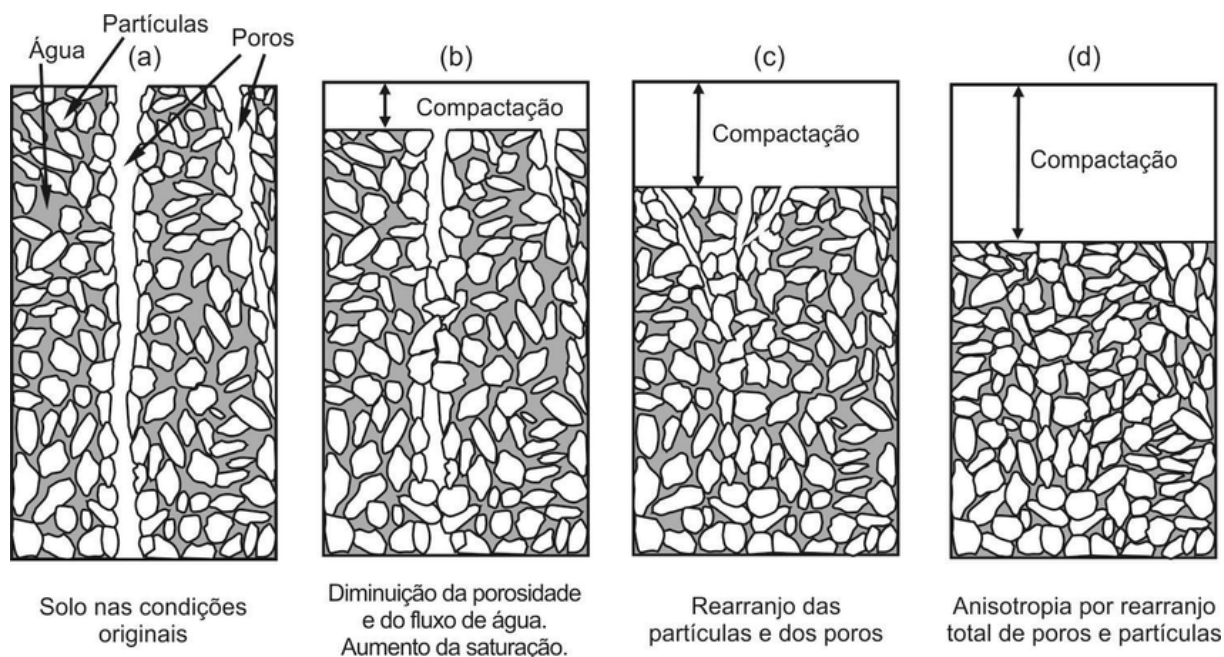 Partículas
Água
(a)
Poros
(b)
Compactação
(c)
Compactação
(d)
Compactação
Solo nas condições
originais
Diminuição da porosidade
e do fluxo de água.
Aumento da saturação.
Rearranjo das
partículas e dos poros
Anisotropia por rearranjo
total de poros e partículas